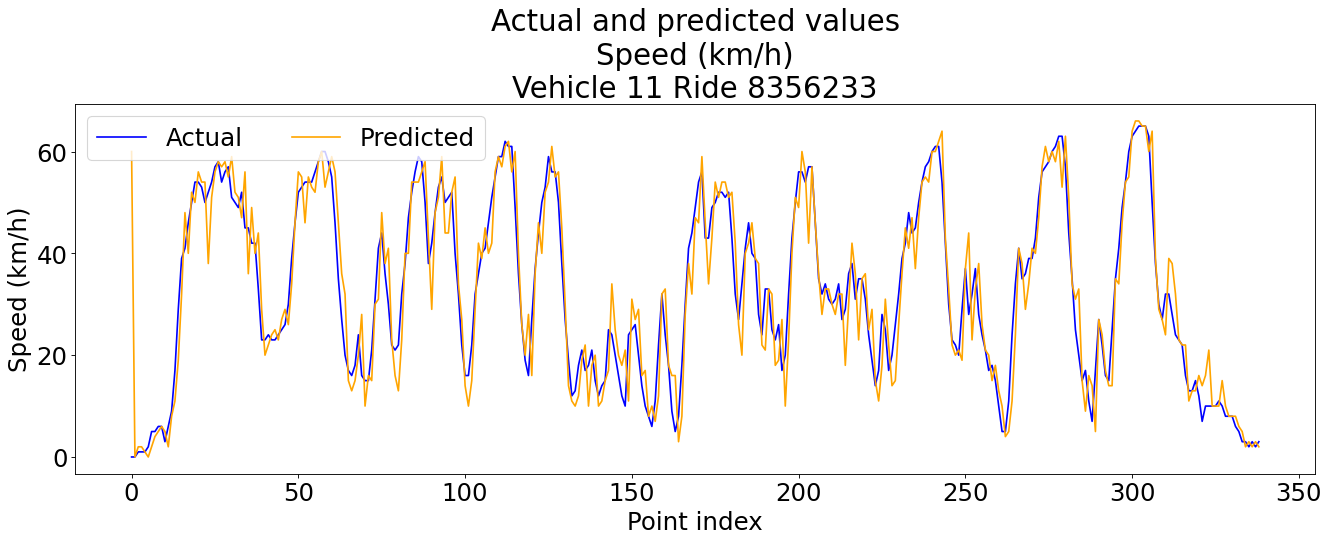 Actual and predicted values
Speed (km/h)
Vehicle 11 Ride 8356233
Actual
Predicted
Speed (km/h)
60
40
20
0
0 50 100 150 200 250 300 350
Point index